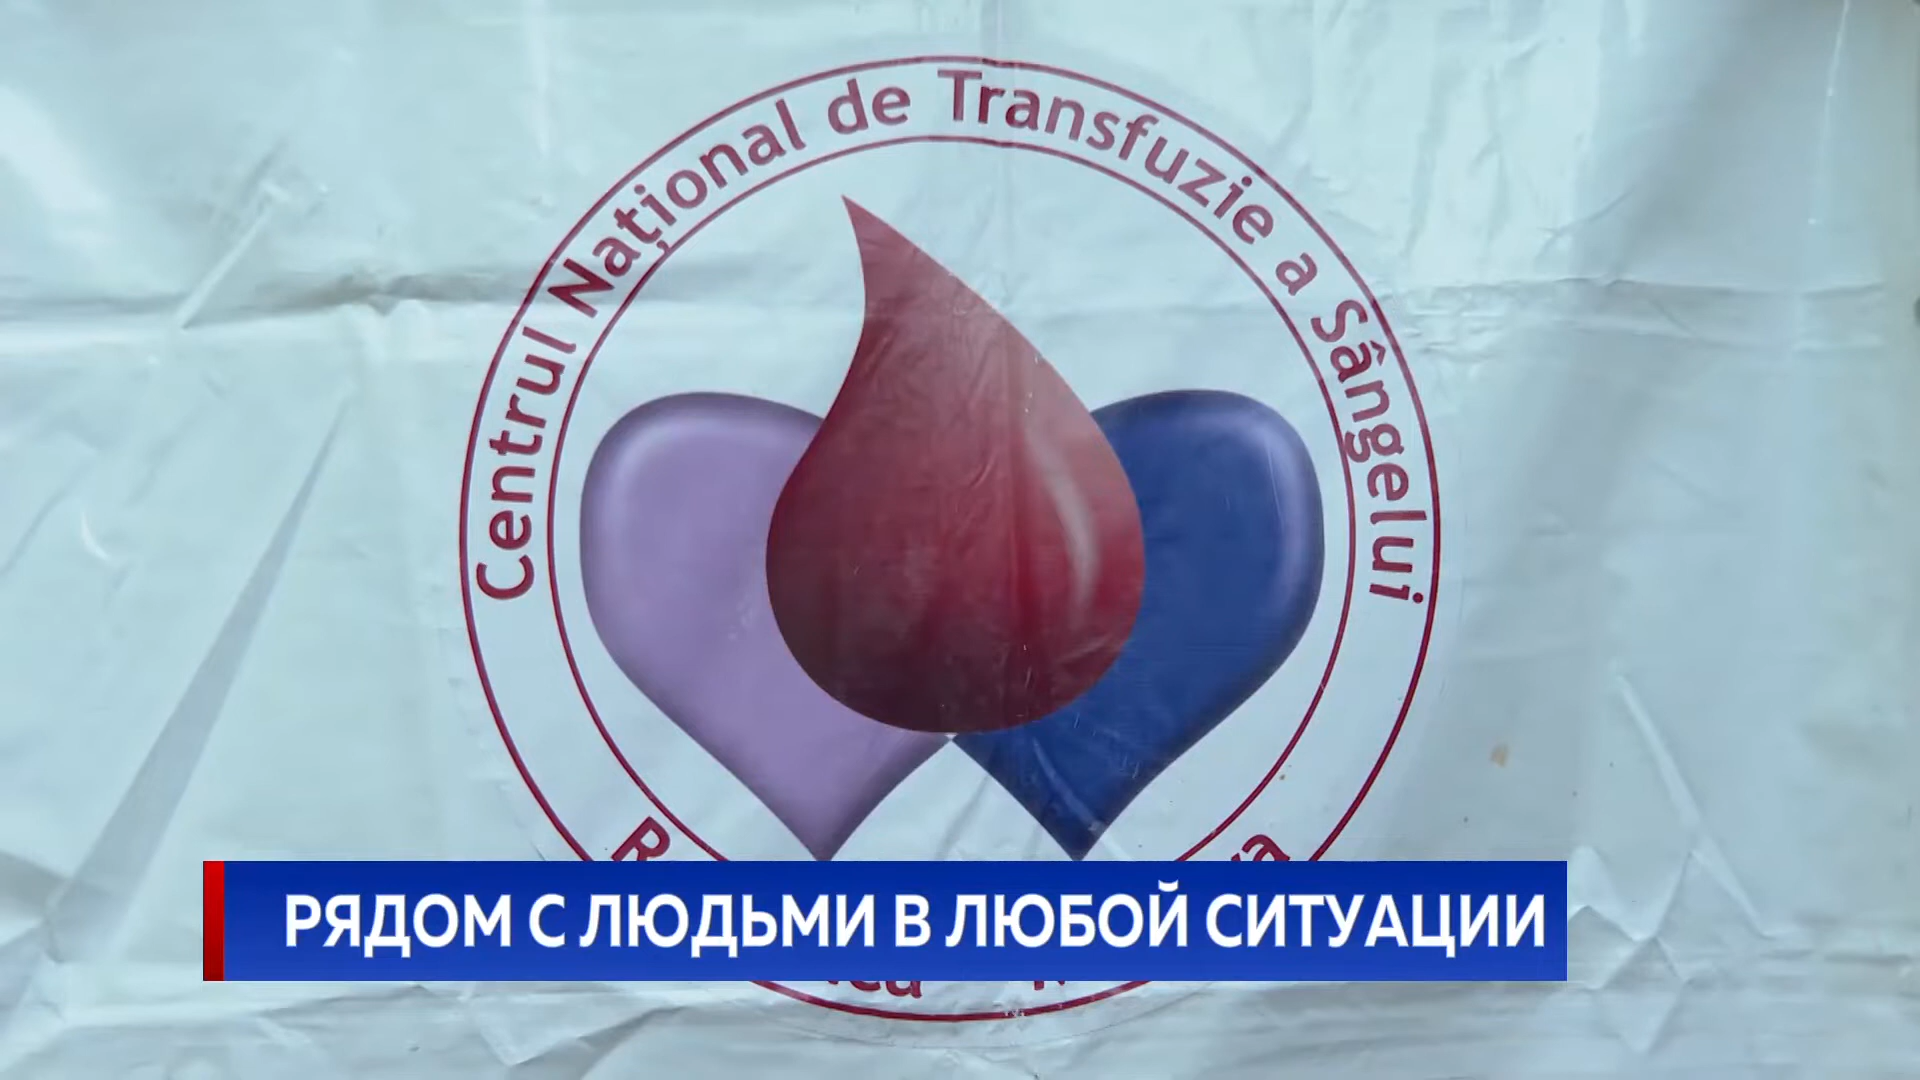 Centrul Național de Transfuzie a Sângelui
РЯДОМ С ЛЮДЬМИ В ЛЮБОЙ СИТУАЦИИ